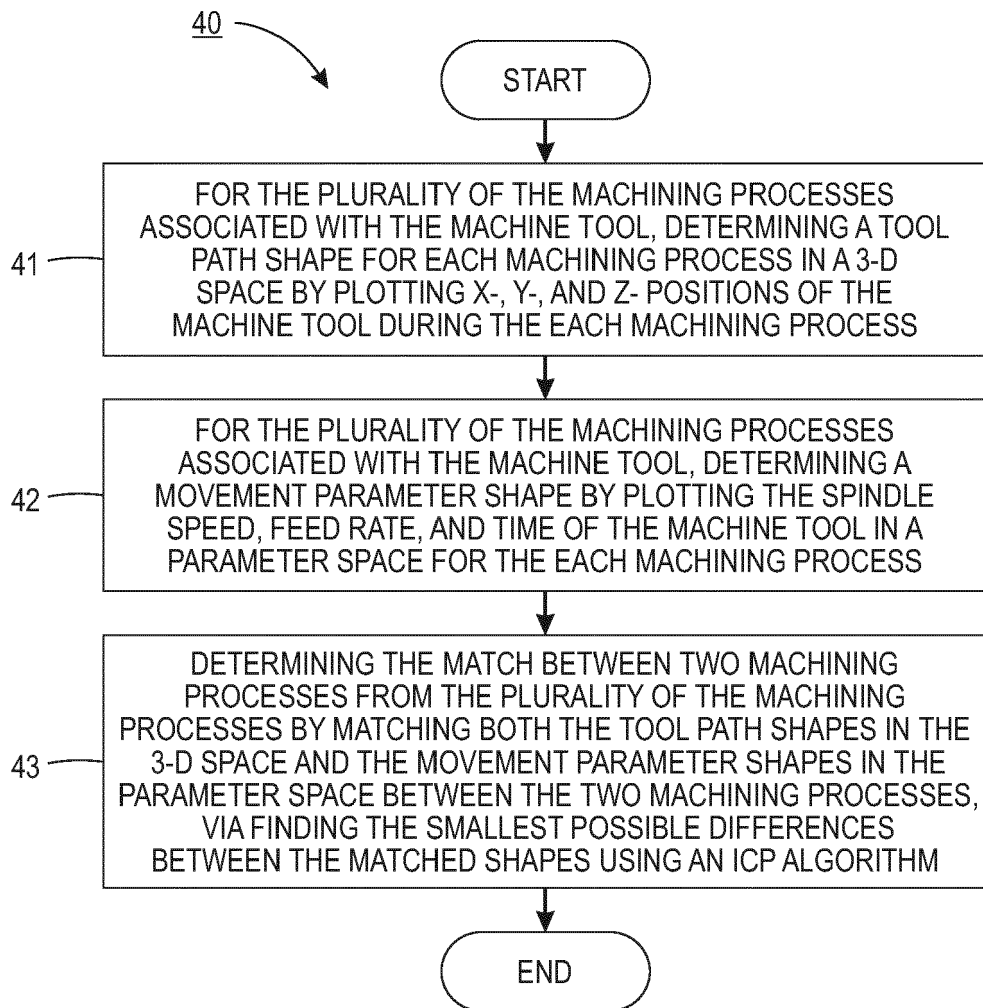 40
START
41
FOR THE PLURALITY OF THE MACHINING PROCESSES
ASSOCIATED WITH THE MACHINE TOOL, DETERMINING A TOOL
PATH SHAPE FOR EACH MACHINING PROCESS IN A 3-D
SPACE BY PLOTTING X-, Y-, AND Z- POSITIONS OF THE
MACHINE TOOL DURING THE EACH MACHINING PROCESS
42
FOR THE PLURALITY OF THE MACHINING PROCESSES
ASSOCIATED WITH THE MACHINE TOOL, DETERMINING A
MOVEMENT PARAMETER SHAPE BY PLOTTING THE SPINDLE
SPEED, FEED RATE, AND TIME OF THE MACHINE TOOL IN A
PARAMETER SPACE FOR THE EACH MACHINING PROCESS
43
DETERMINING THE MATCH BETWEEN TWO MACHINING
PROCESSES FROM THE PLURALITY OF THE MACHINING
PROCESSES BY MATCHING BOTH THE TOOL PATH SHAPES IN THE
3-D SPACE AND THE MOVEMENT PARAMETER SHAPES IN THE
PARAMETER SPACE BETWEEN THE TWO MACHINING PROCESSES,
VIA FINDING THE SMALLEST POSSIBLE DIFFERENCES
BETWEEN THE MATCHED SHAPES USING AN ICP ALGORITHM
END